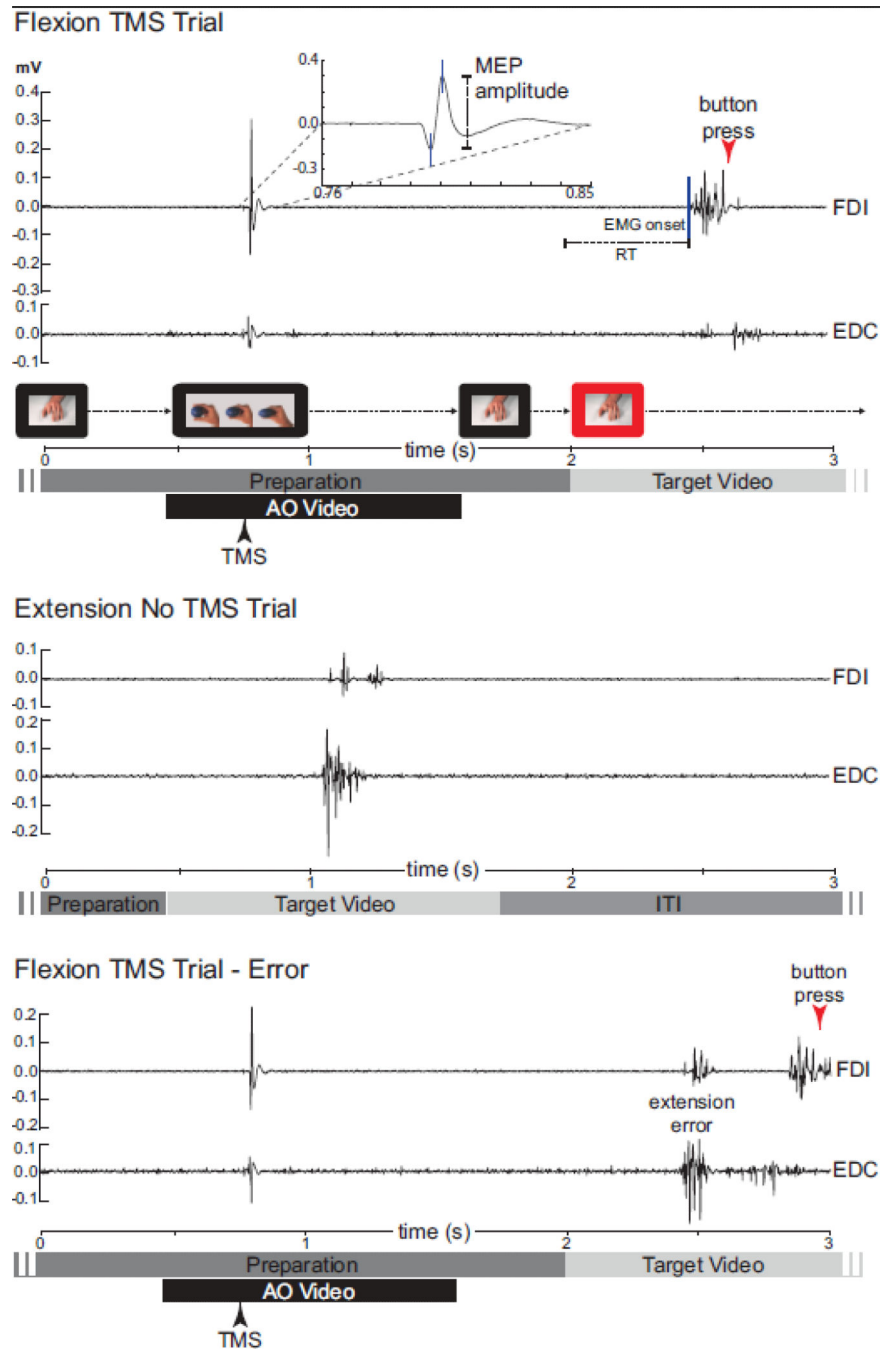 Flexion TMS Trial
mV
0.4
0.3
0.2
0.1
0.0
-0.1
-0.2
-0.3
0.4
0.0
-0.3
0.76
0.85
MEP
amplitude
button
press
FDI
EMG onset
RT
0.1
0.0
-0.1
EDC
time (s)
0 1 2 3
Preparation Target Video
AO Video
TMS
Extension No TMS Trial
0.1
0.0
-0.1
FDI
0.2
0.1
0.0
-0.1
-0.2
EDC
time (s)
0 1 2 3
Preparation Target Video ITI
Flexion TMS Trial - Error
button
press
0.2
0.1
0.0
-0.1
-0.2
FDI
extension
error
0.1
0.0
-0.1
EDC
time (s)
0 1 2 3
Preparation Target Video
AO Video
TMS